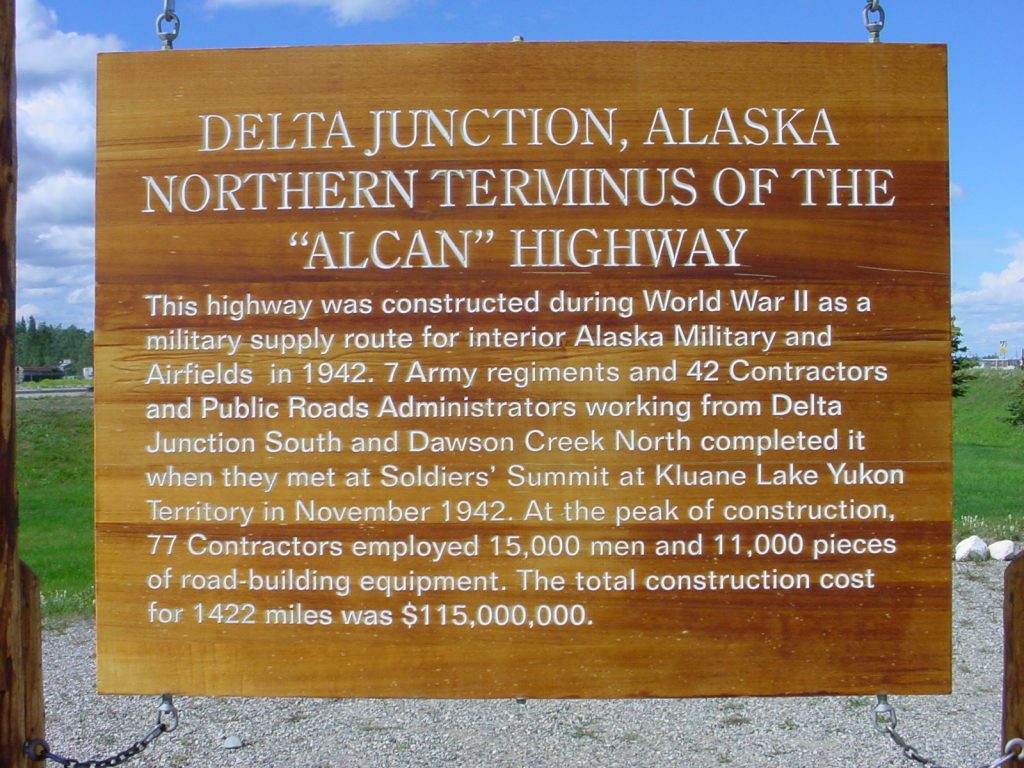 DELTA JUNCTION, ALASKA
NORTHERN TERMINUS OF THE
“ALCAN” HIGHWAY
This highway was constructed during World War II as a
military supply route for interior Alaska Military and
Airfields in 1942. 7 Army regiments and 42 Contractors
and Public Roads Administrators working from Delta
Junction South and Dawson Creek North completed it
when they met at Soldiers’ Summit at Kluane Lake Yukon
Territory in November 1942. At the peak of construction,
77 Contractors employed 15,000 men and 11,000 pieces
of road-building equipment. The total construction cost
for 1422 miles was $115,000,000.